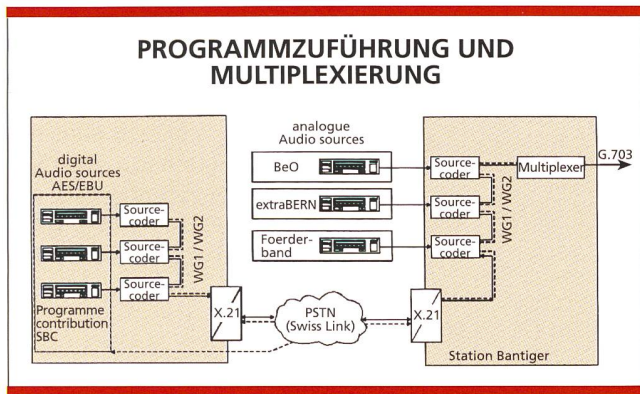 PROGRAMMZUFÜHRUNG UND
MULTIPLEXIERUNG
digital
Audio sources
AES/EBU
Source-
coder
Source-
coder
Source-
coder
WG1 / WG2
Programme
contribution
SBC
X.21
analogue
Audio sources
BeO
extraBERN
Foerder-
band
PSTN
(Swiss Link)
X.21
Source-
coder
Source-
coder
Source-
coder
WG1 / WG2
Multiplexer
G.703
Station Bantiger